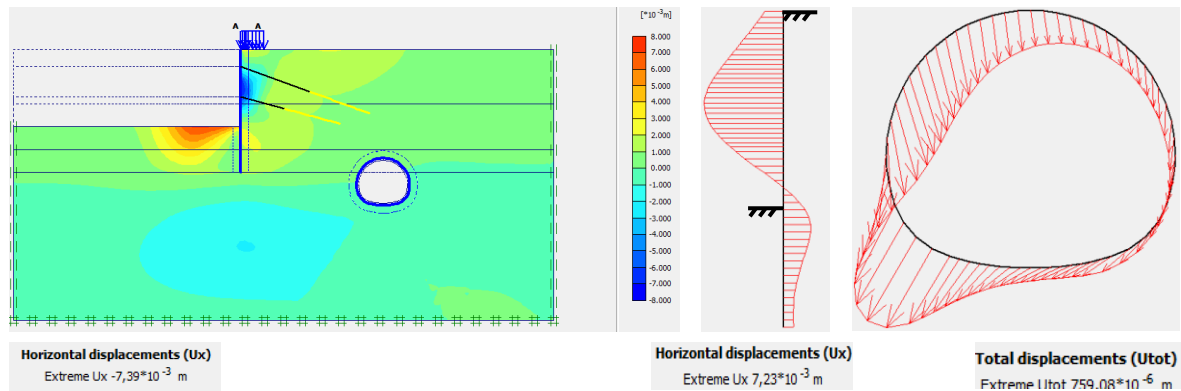 A A
[*10⁻³m]
8.000
7.000
6.000
5.000
4.000
3.000
2.000
1.000
0.000
-1.000
-2.000
-3.000
-4.000
-5.000
-6.000
-7.000
-8.000
Horizontal displacements (Ux)
Extreme Ux -7,39*10⁻³ m
Horizontal displacements (Ux)
Extreme Ux 7,23*10⁻³ m
Total displacements (Utot)
Extreme Utot 759,08*10⁻⁶ m